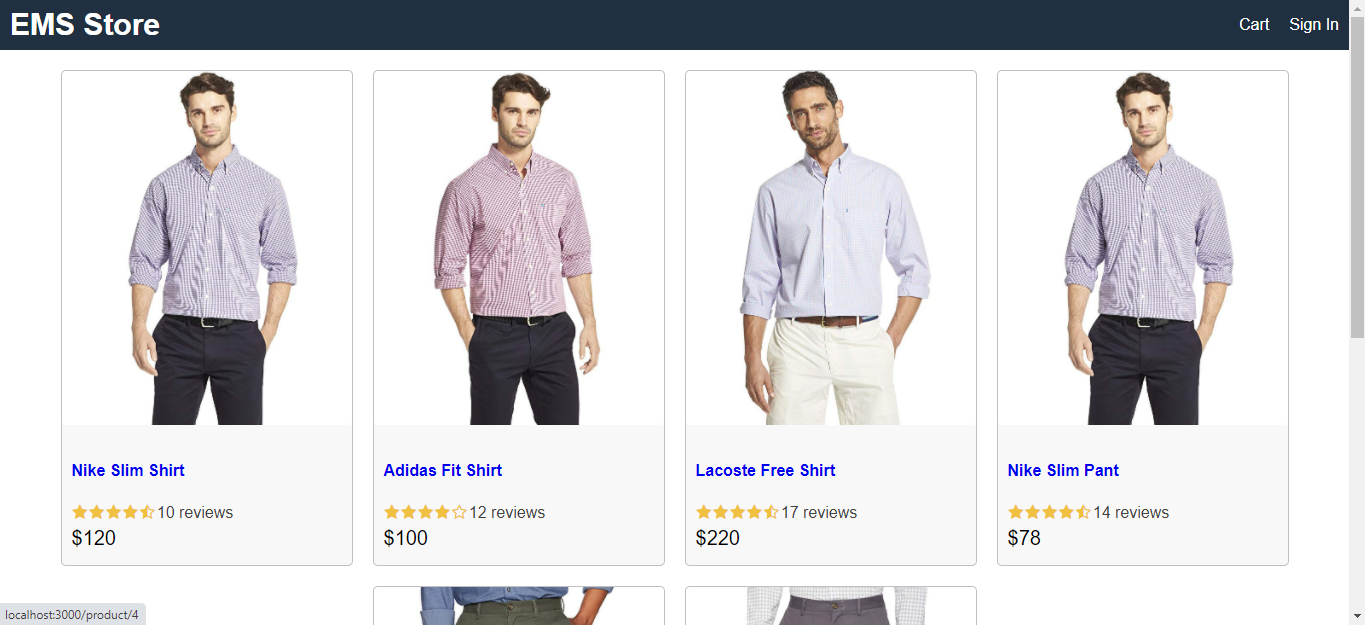 EMS Store
Cart Sign In
Nike Slim Shirt
10 reviews
$120
Adidas Fit Shirt
12 reviews
$100
Lacoste Free Shirt
17 reviews
$220
Nike Slim Pant
14 reviews
$78
localhost:3000/product/4